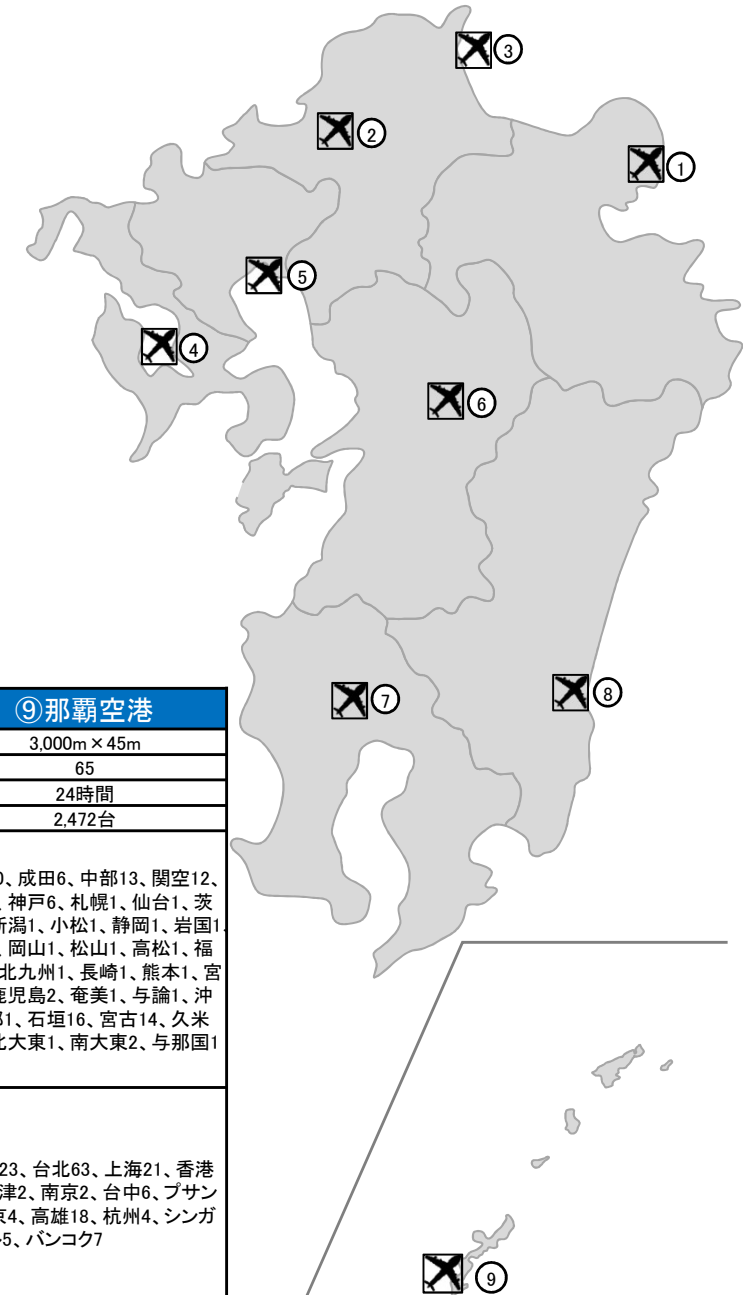 ③
②
①
⑤
④
⑥
⑦
⑧
⑨那覇空港
3,000m×45m
65
24時間
2,472台
0、成田6、中部13、関空12、
、神戸6、札幌1、仙台1、茨
新潟1、小松1、静岡1、岩国1、
、岡山1、松山1、高松1、福
北九州1、長崎1、熊本1、宮
鹿児島2、奄美1、与論1、沖
1、石垣16、宮古14、久米
北大東1、南大東2、与那国1
23、台北63、上海21、香港
津2、南京2、台中6、プサン
京4、高雄18、杭州4、シンガ
5、バンコク7
⑨